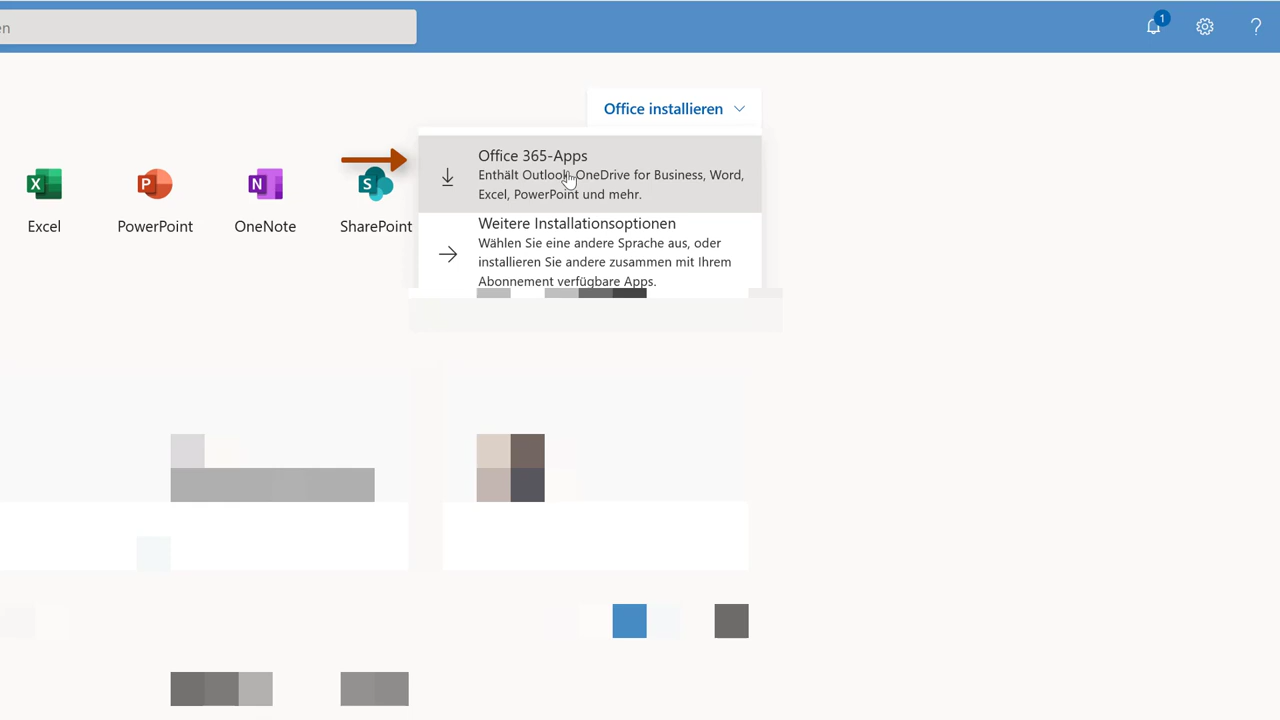 en
1
?
Office installieren
Office 365-Apps
Enthält Outlook, OneDrive for Business, Word,
Excel, PowerPoint und mehr.
X
P
N
S
Excel
PowerPoint
OneNote
SharePoint
Weitere Installationsoptionen
Wählen Sie eine andere Sprache aus, oder
installieren Sie andere zusammen mit Ihrem
Abonnement verfügbare Apps.